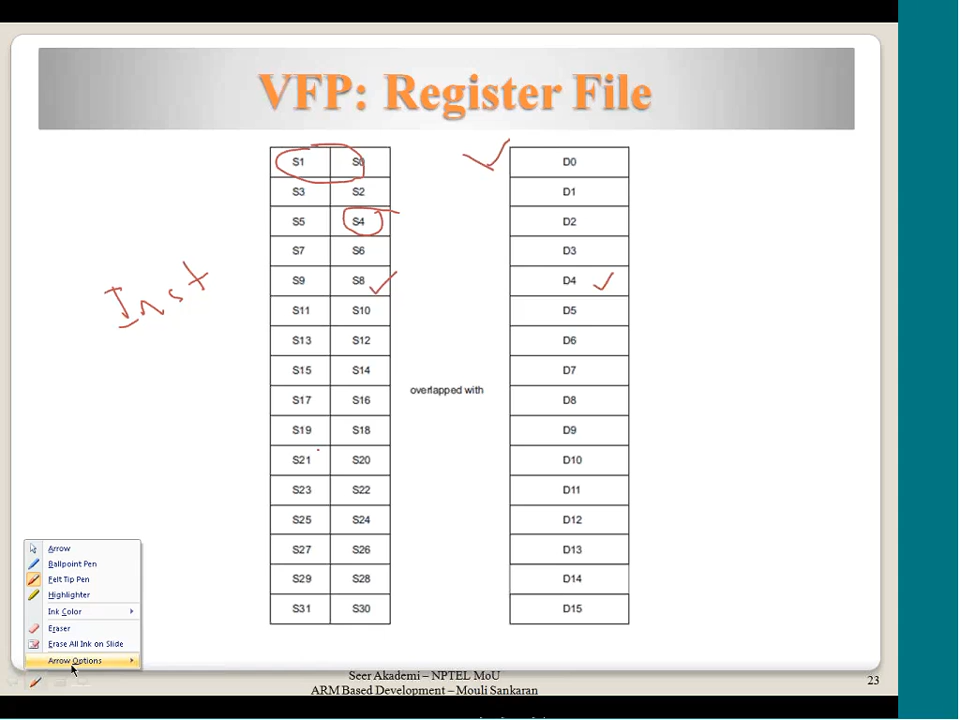 VFP: Register File
S1 S0 D0
S3 S2 D1
S5 S4 D2
S7 S6 D3
S9 S8 D4
S11 S10 D5
S13 S12 D6
S15 S14 D7
overlapped with
S17 S16 D8
S19 S18 D9
S21 S20 D10
S23 S22 D11
S25 S24 D12
S27 S26 D13
S29 S28 D14
S31 S30 D15
Inst
Arrow
Ballpoint Pen
Felt Tip Pen
Highlighter
Ink Color
Eraser
Erase All Ink on Slide
Arrow Options
Seer Akademi – NPTEL MoU
ARM Based Development – Mouli Sankaran
23